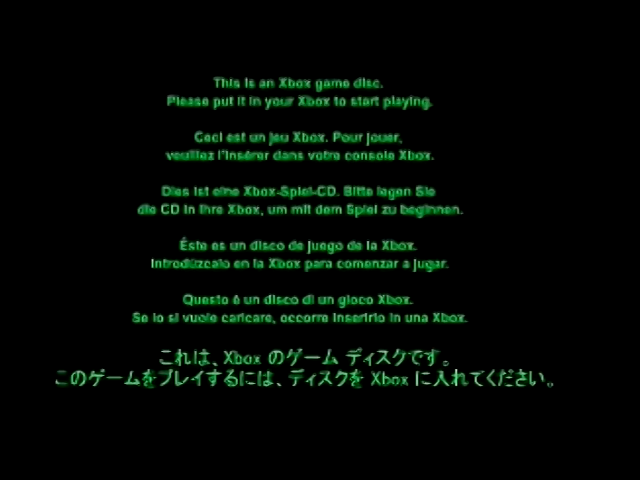 This is an Xbox game disc.
Please put it in your Xbox to start playing.
Ceci est un jeu Xbox. Pour jouer,
veuillez l'insérer dans votre console Xbox.
Dies ist eine Xbox-Spiel-CD. Bitte legen Sie
die CD in Ihre Xbox, um mit dem Spiel zu beginnen.
Éste es un disco de juego de la Xbox.
Introdúzcalo en la Xbox para comenzar a jugar.
Questo è un disco di un gioco Xbox.
Se lo si vuole caricare, occorre inserirlo in una Xbox.
これは、Xbox のゲーム ディスクです。
このゲームをプレイするには、ディスクを Xbox に入れてください。